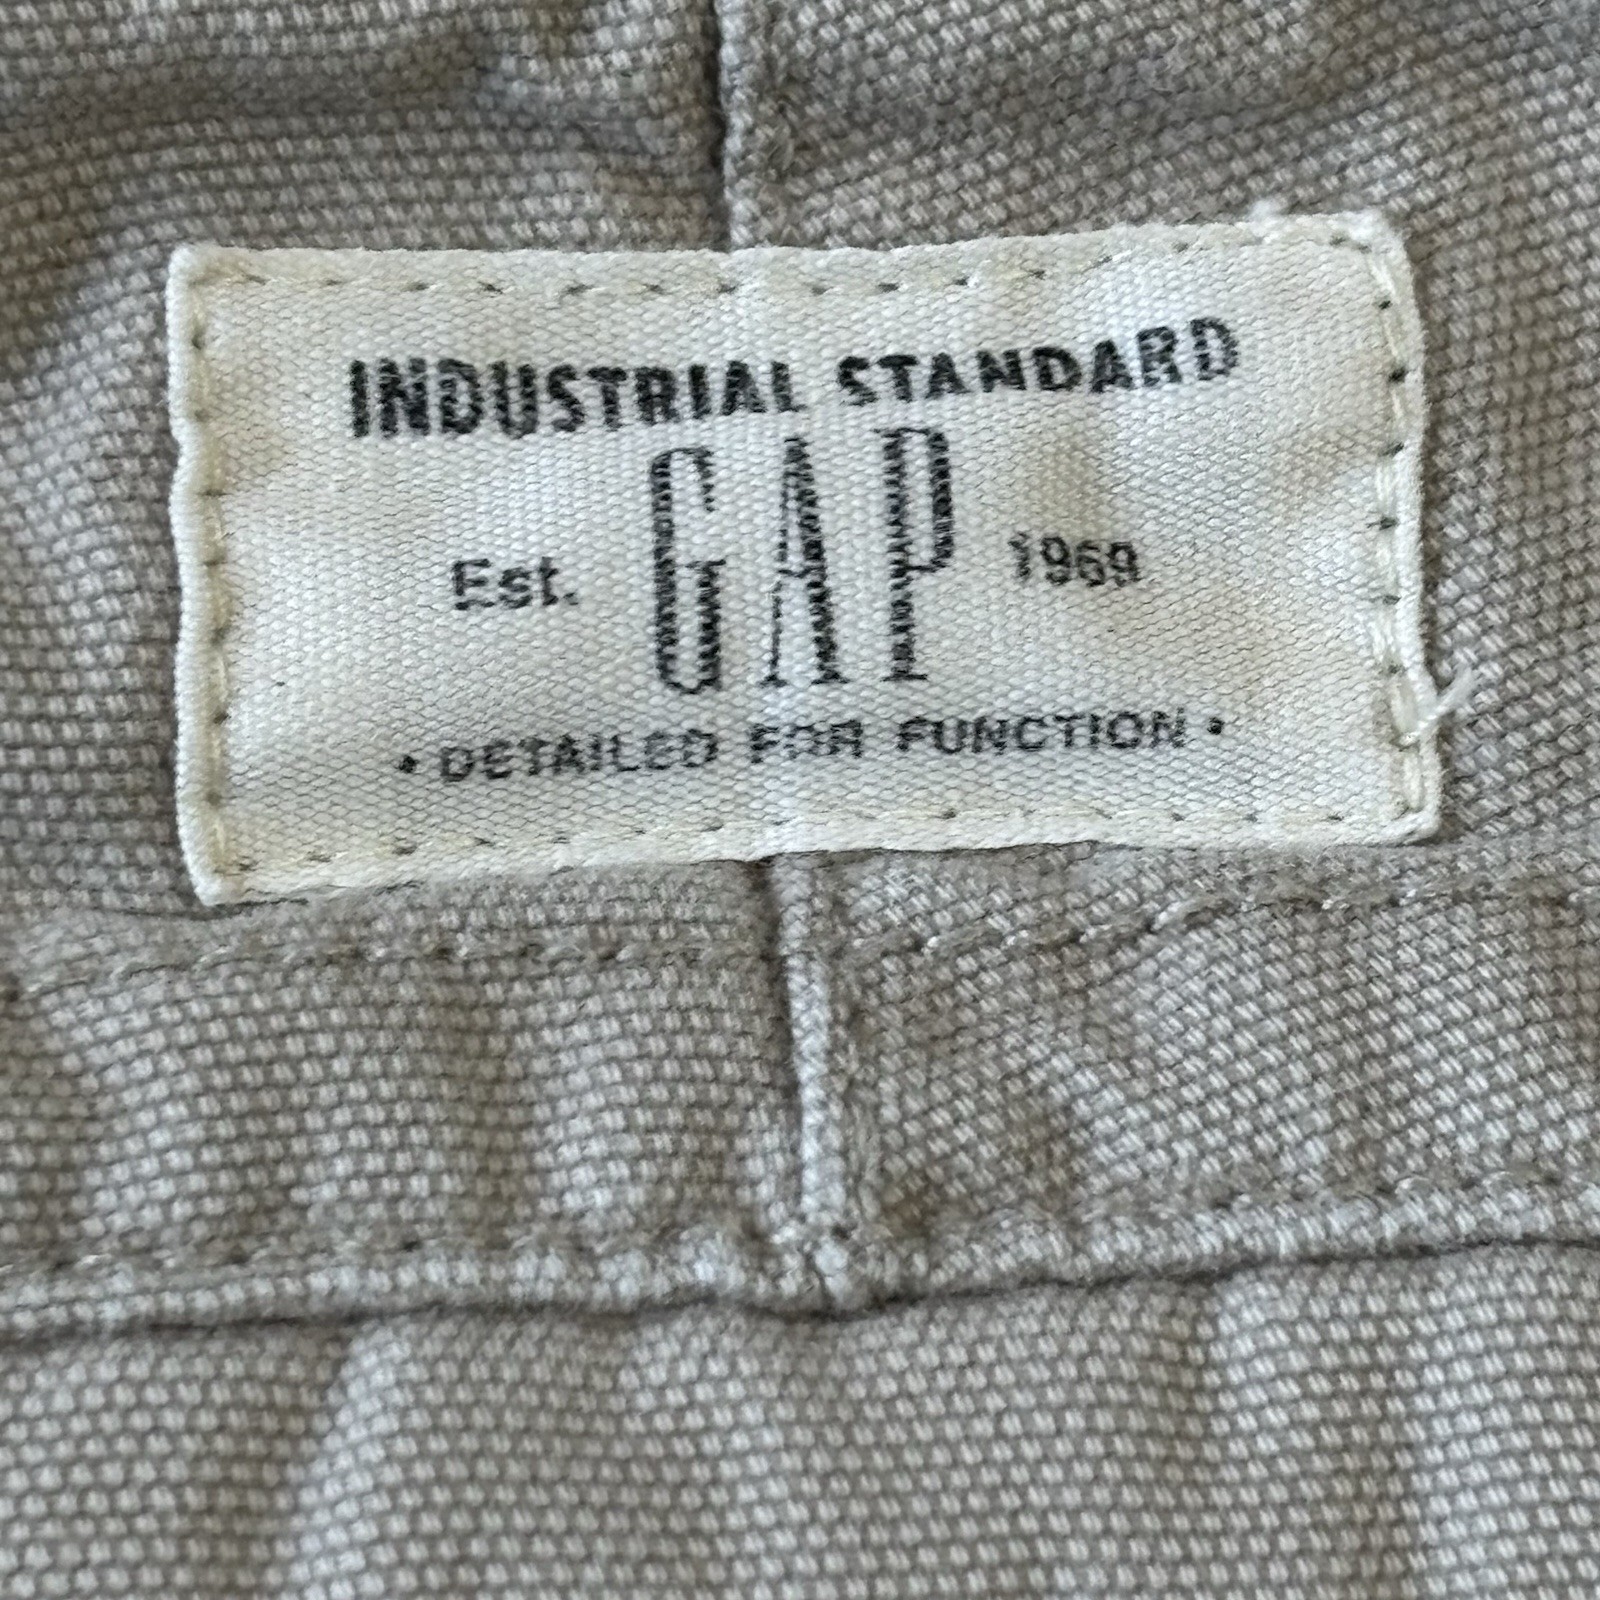 INDUSTRIAL STANDARD
GAP
Est. 1969
• DETAILED FOR FUNCTION •